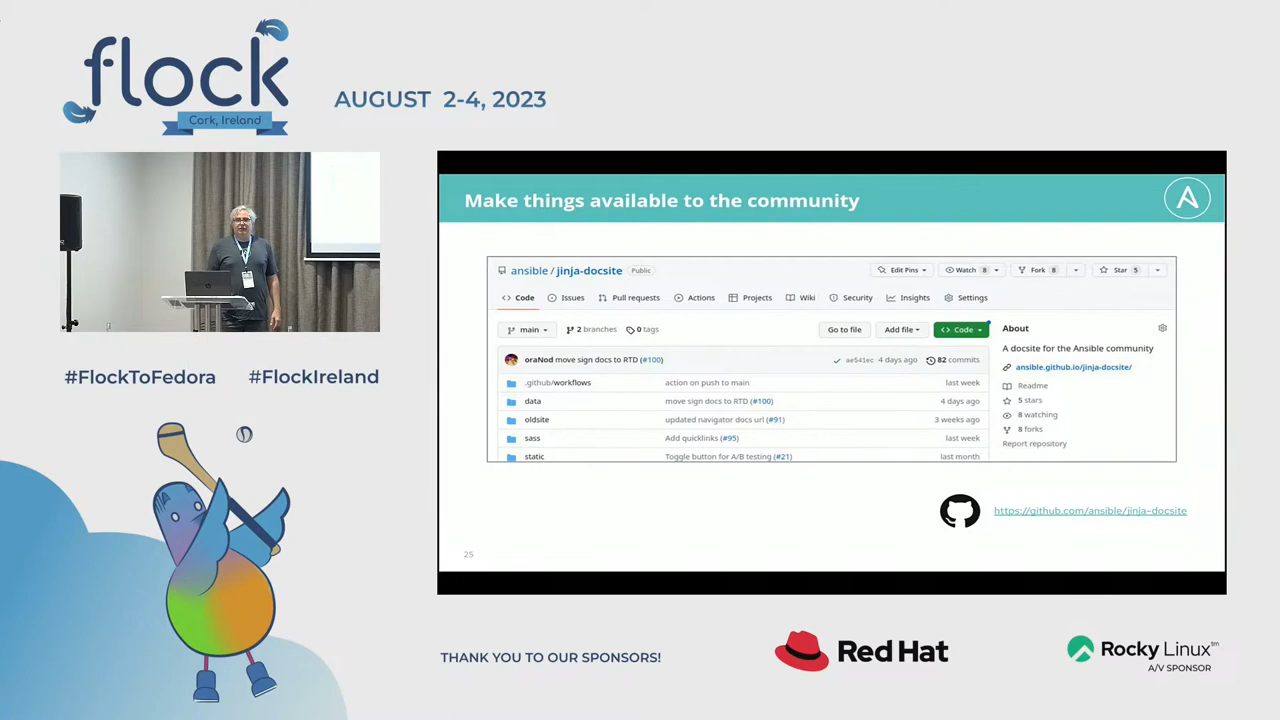 flock
Cork, Ireland
AUGUST 2-4, 2023
#FlockToFedora #FlockIreland
Make things available to the community
ansible / jinja-docsite Public
Edit Pins Watch 8 Fork 8 Star 5
Code Issues Pull requests Actions Projects Wiki Security Insights Settings
main 2 branches 0 tags Go to file Add file Code
oraNod move sign docs to RTD (#100) ae541ec 4 days ago 82 commits
.github/workflows action on push to main last week
data move sign docs to RTD (#100) 4 days ago
oldsite updated navigator docs url (#91) 3 weeks ago
sass Add quicklinks (#95) last week
static Toggle button for A/B testing (#21) last month
About
A docsite for the Ansible community
ansible.github.io/jinja-docsite/
Readme
5 stars
8 watching
8 forks
Report repository
https://github.com/ansible/jinja-docsite
25
THANK YOU TO OUR SPONSORS!
Red Hat
Rocky Linux™
A/V SPONSOR